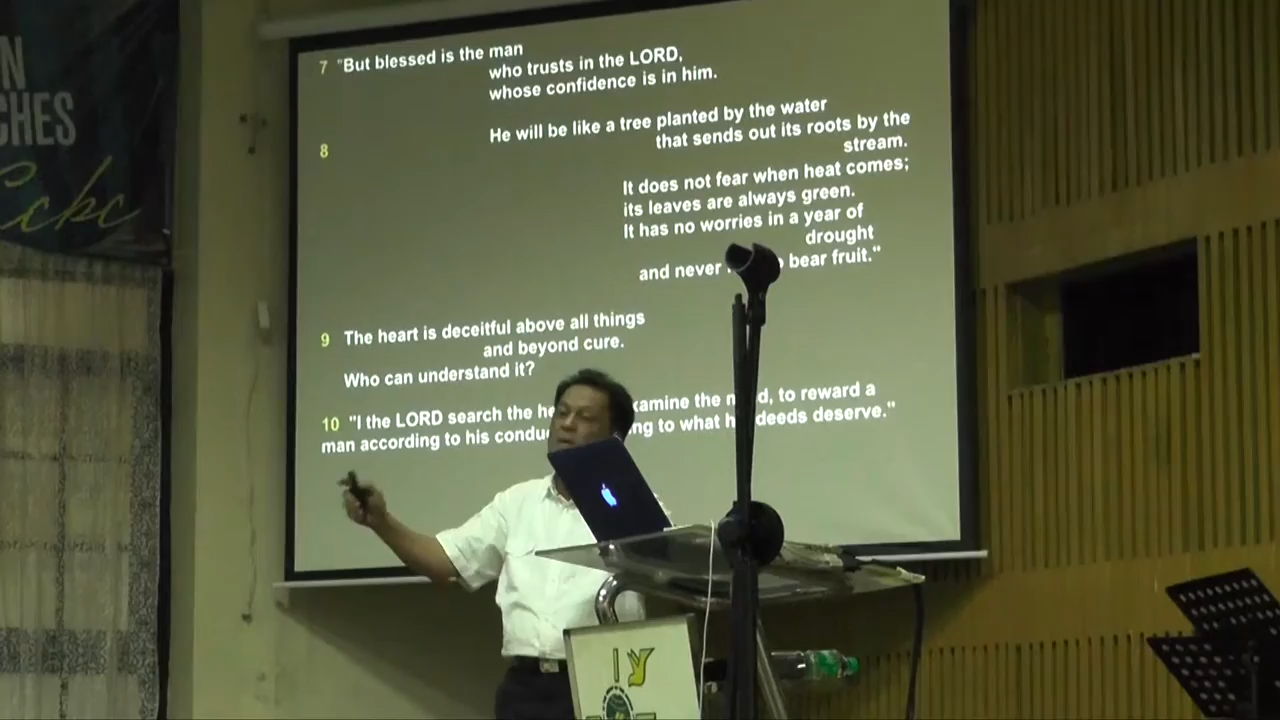 N
CHES
ccbc
7 "But blessed is the man
who trusts in the LORD,
whose confidence is in him.
8 He will be like a tree planted by the water
that sends out its roots by the
stream.
It does not fear when heat comes;
its leaves are always green.
It has no worries in a year of
drought
and never bear fruit."
9 The heart is deceitful above all things
and beyond cure.
Who can understand it?
10 "I the LORD search the the to reward a
man according to his to what deeds deserve."